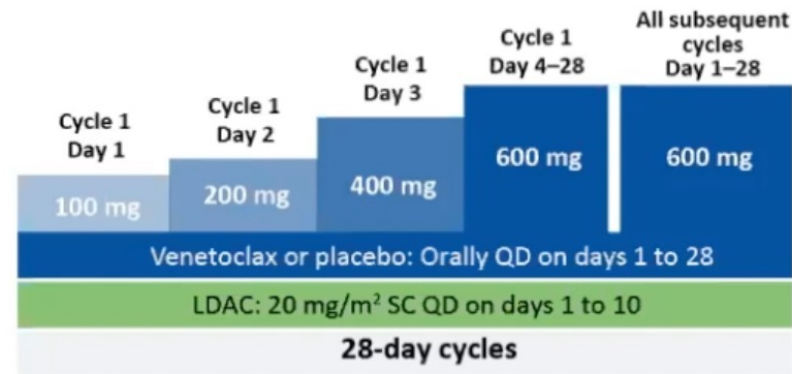 Cycle 1
Day 1
Cycle 1
Day 2
Cycle 1
Day 3
Cycle 1
Day 4–28
All subsequent
cycles
Day 1–28
100 mg
200 mg
400 mg
600 mg
600 mg
Venetoclax or placebo: Orally QD on days 1 to 28
LDAC: 20 mg/m² SC QD on days 1 to 10
28-day cycles